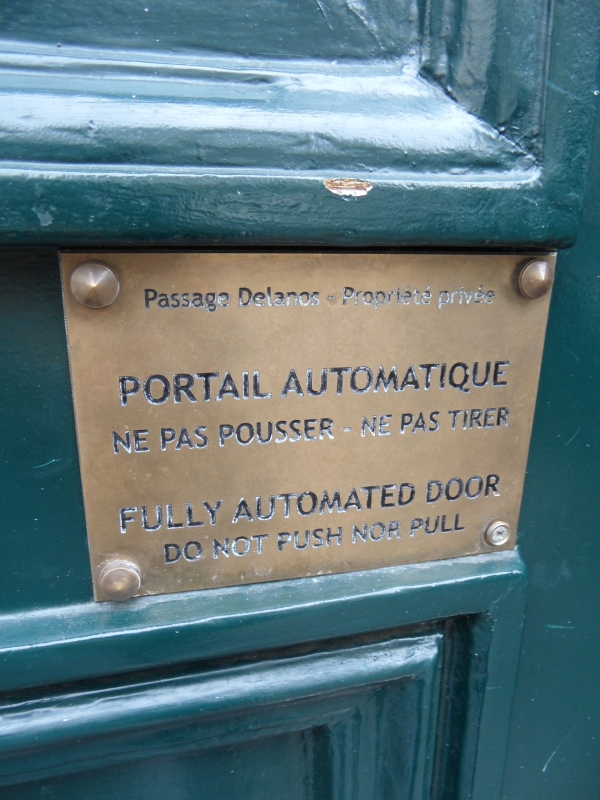 Passage Delanos - Propriété privée
PORTAIL AUTOMATIQUE
NE PAS POUSSER - NE PAS TIRER
FULLY AUTOMATED DOOR
DO NOT PUSH NOR PULL